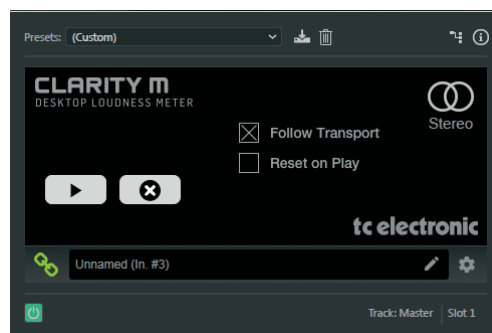 Presets: (Custom)
CLARITY M
DESKTOP LOUDNESS METER
Stereo
Follow Transport
Reset on Play
tc electronic
Unnamed (In. #3)
Track: Master Slot 1